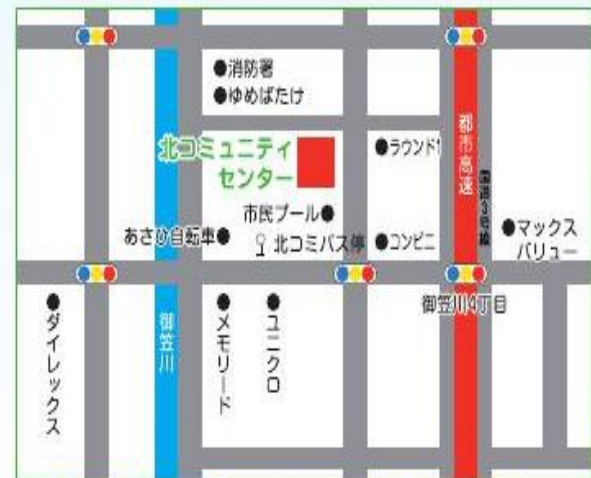 ●消防署
●ゆめばたけ
北コミュニティ
センター
●ラウンド1
都市高速
国道3号線
市民プール●
あさひ自転車●
北コミバス停
●コンビニ
●マックス
バリュー
御笠川4丁目
●ダイレックス
御笠川
●メモリード
●ユニクロ